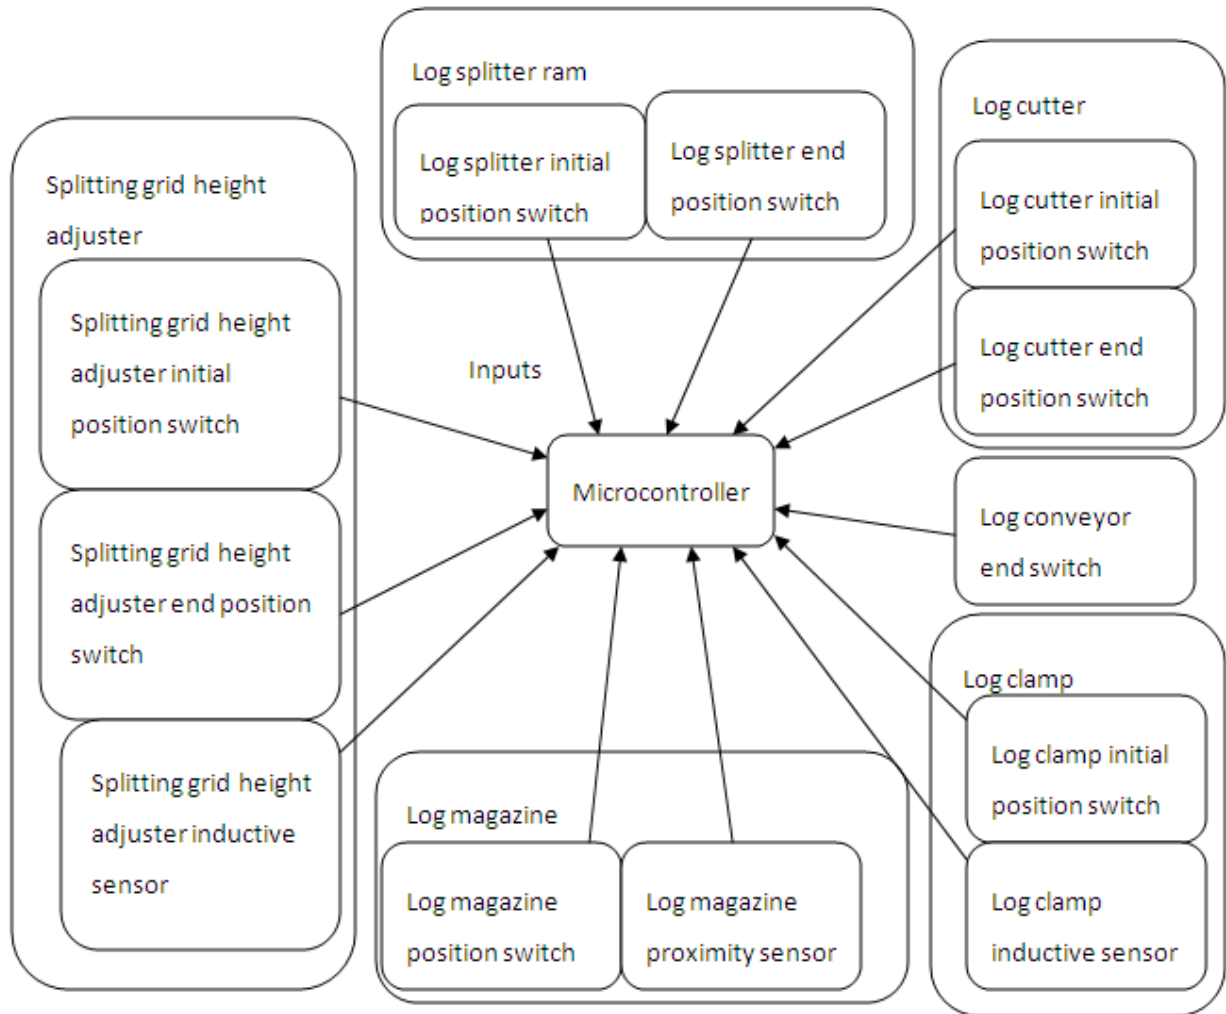 Log splitter ram
Log splitter initial
position switch
Log splitter end
position switch
Log cutter
Log cutter initial
position switch
Log cutter end
position switch
Splitting grid height
adjuster
Splitting grid height
adjuster initial
position switch
Splitting grid height
adjuster end position
switch
Splitting grid height
adjuster inductive
sensor
Inputs
Microcontroller
Log conveyor
end switch
Log clamp
Log clamp initial
position switch
Log clamp
inductive sensor
Log magazine
Log magazine
position switch
Log magazine
proximity sensor